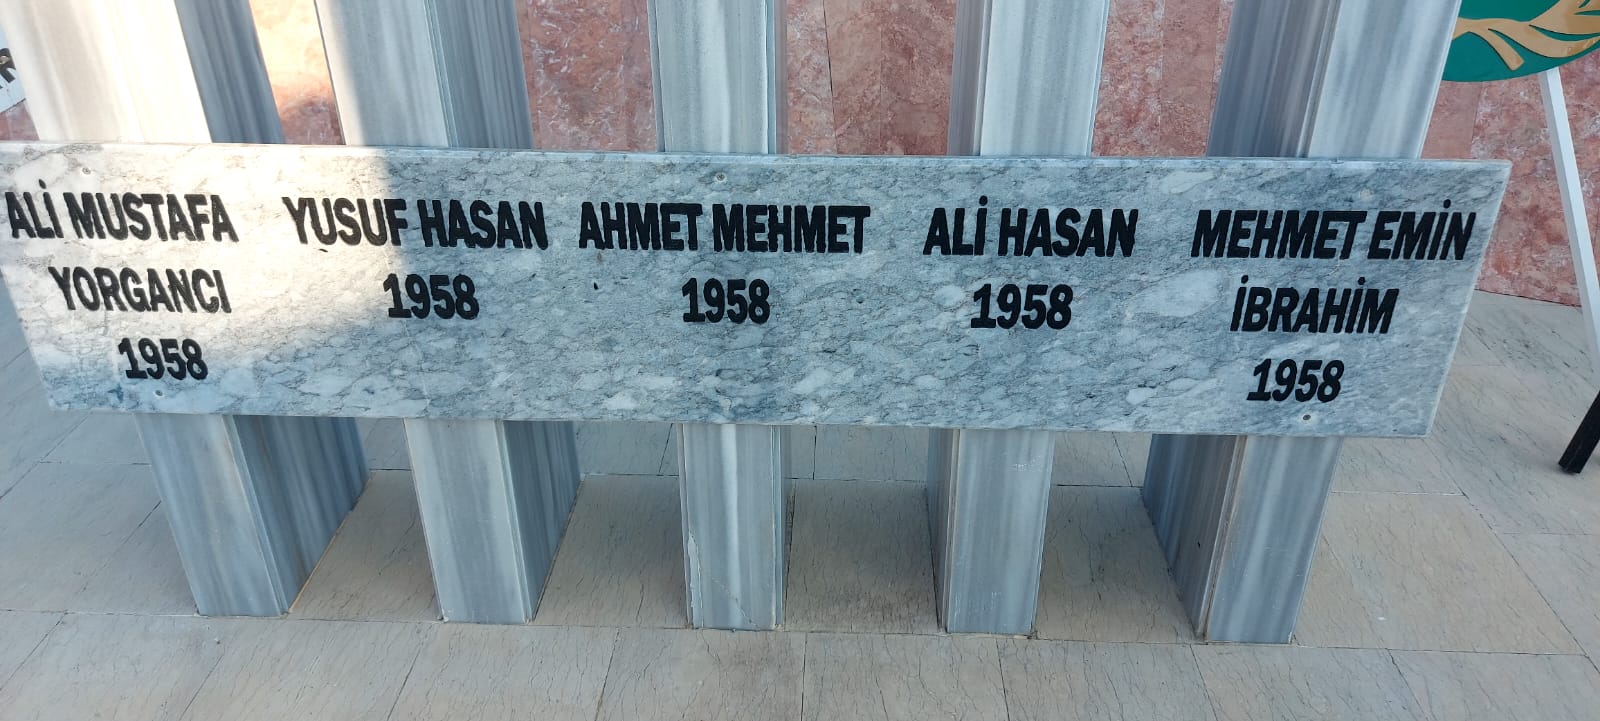 ALİ MUSTAFA
YORGANCI
1958
YUSUF HASAN
1958
AHMET MEHMET
1958
ALİ HASAN
1958
MEHMET EMİN
İBRAHİM
1958